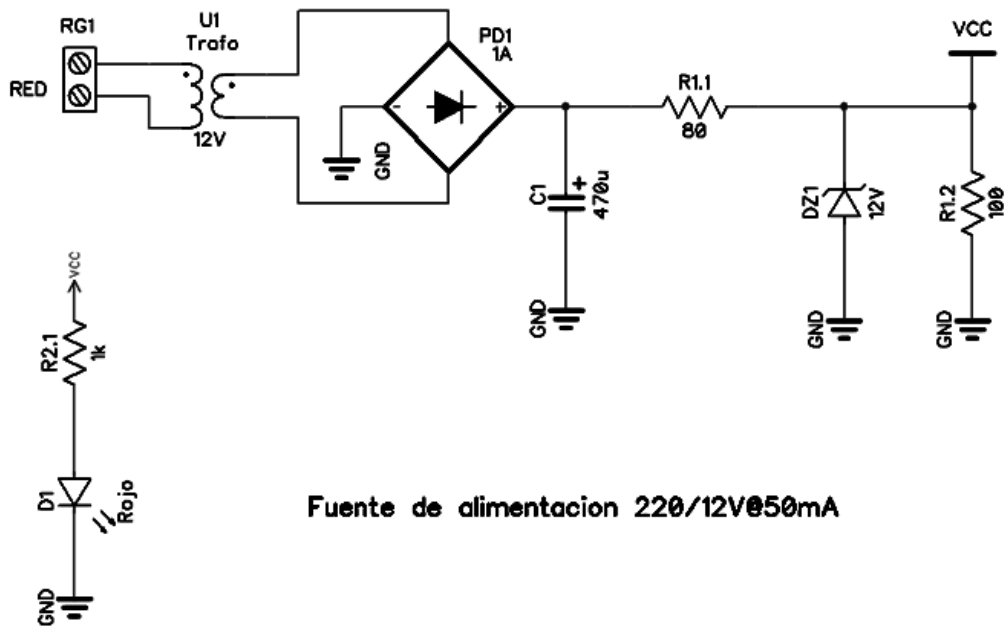 RG1
RED
U1
Trafo
12V
PD1
1A
-
+
GND
C1
+
470u
GND
R1.1
80
DZ1
12V
GND
VCC
R1.2
100
GND
VCC
R2.1
1k
D1
Rojo
GND
Fuente de alimentacion 220/12V@50mA